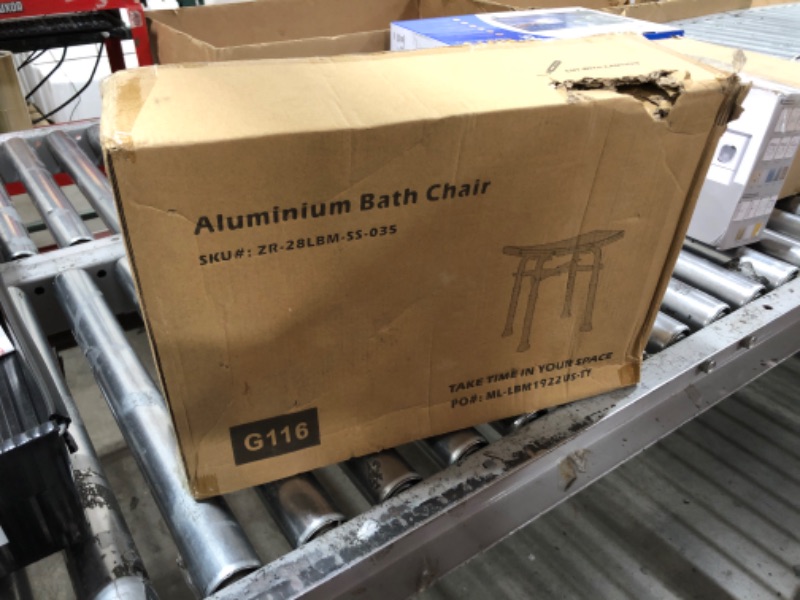 Aluminium Bath Chair
SKU#: ZR-28LBM-SS-035
TAKE TIME IN YOUR SPACE
PO#: ML-LBM1922US-TY
G116